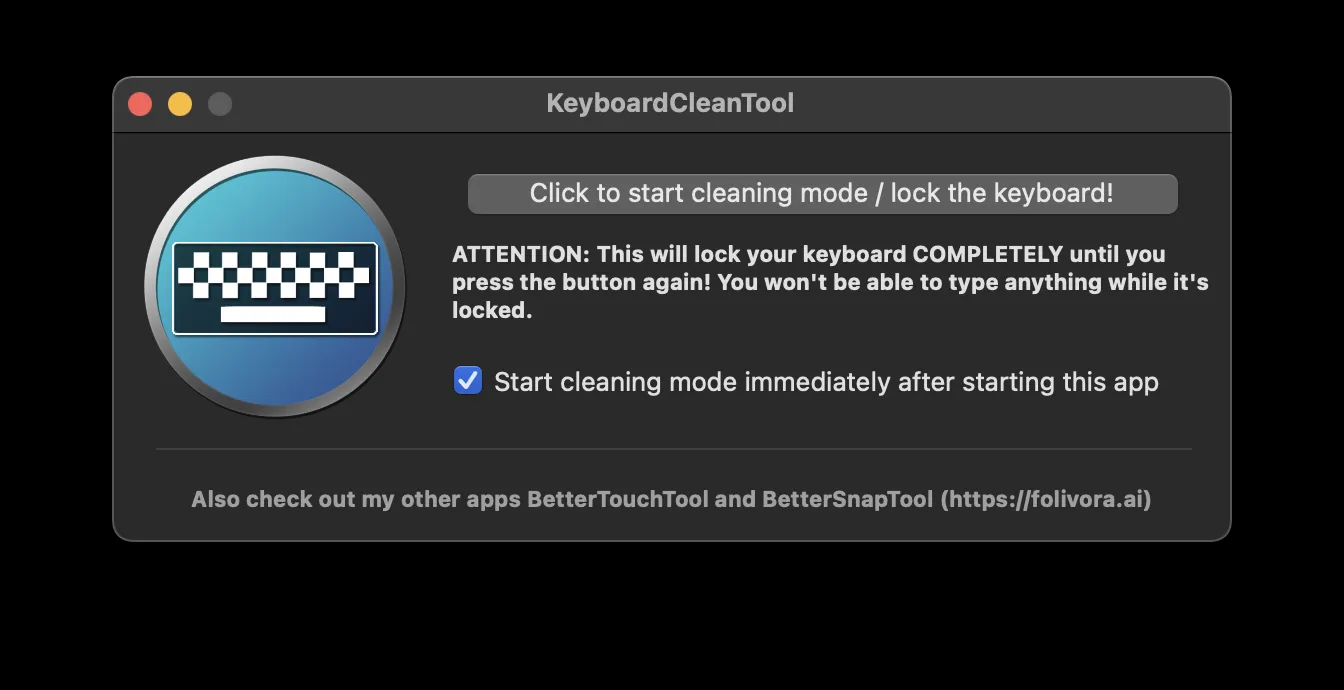 KeyboardCleanTool
Click to start cleaning mode / lock the keyboard!
ATTENTION: This will lock your keyboard COMPLETELY until you
press the button again! You won't be able to type anything while it's
locked.
Start cleaning mode immediately after starting this app
Also check out my other apps BetterTouchTool and BetterSnapTool (https://folivora.ai)